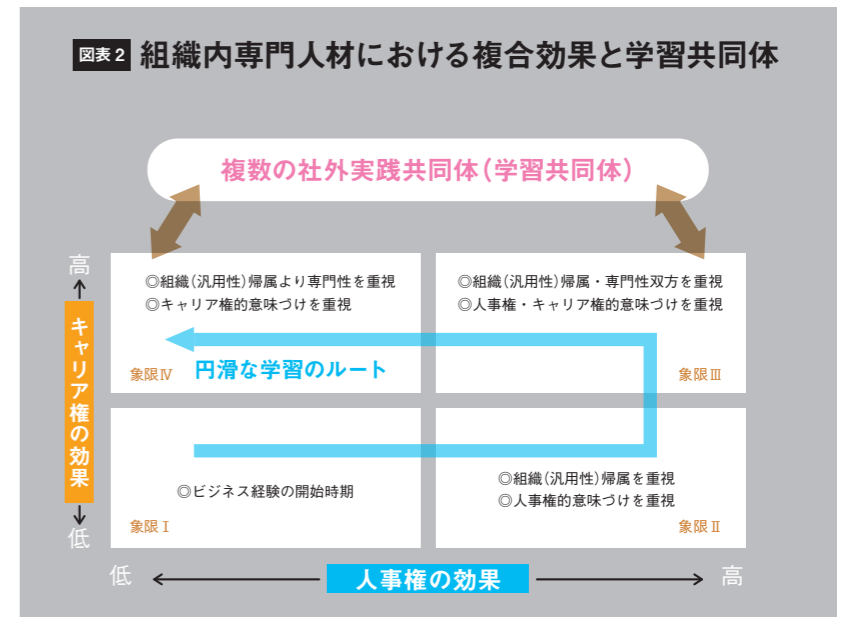 図表2 組織内専門人材における複合効果と学習共同体
複数の社外実践共同体(学習共同体)
高
キャリア権の効果
低
◎組織(汎用性)帰属より専門性を重視
◎キャリア権的意味づけを重視
象限Ⅳ
円滑な学習のルート
◎組織(汎用性)帰属・専門性双方を重視
◎人事権・キャリア権的意味づけを重視
象限Ⅲ
◎ビジネス経験の開始時期
象限Ⅰ
◎組織(汎用性)帰属を重視
◎人事権的意味づけを重視
象限Ⅱ
低
人事権の効果
高